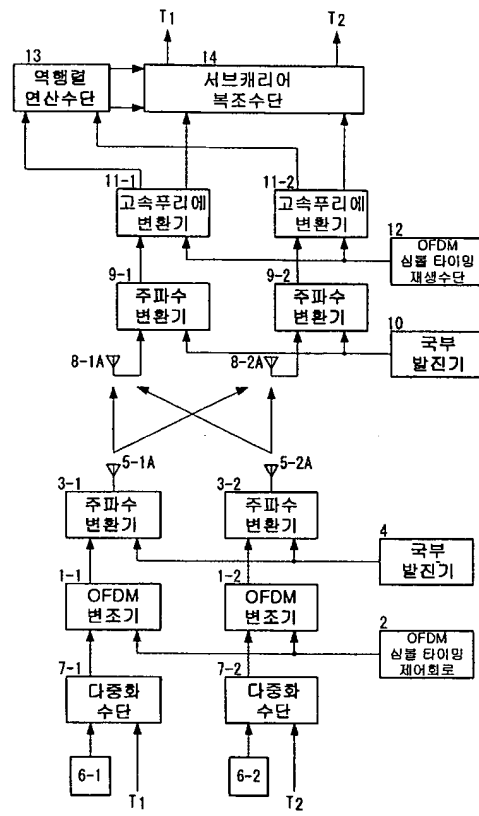 T1
T2
13
역행렬
연산수단
14
서브캐리어
복조수단
11-1
고속푸리에
변환기
11-2
고속푸리에
변환기
12
OFDM
심볼 타이밍
재생수단
9-1
주파수
변환기
9-2
주파수
변환기
10
국부
발진기
8-1A
8-2A
5-1A
5-2A
3-1
주파수
변환기
3-2
주파수
변환기
4
국부
발진기
1-1
OFDM
변조기
1-2
OFDM
변조기
2
OFDM
심볼 타이밍
제어회로
7-1
다중화
수단
7-2
다중화
수단
6-1
T1
6-2
T2